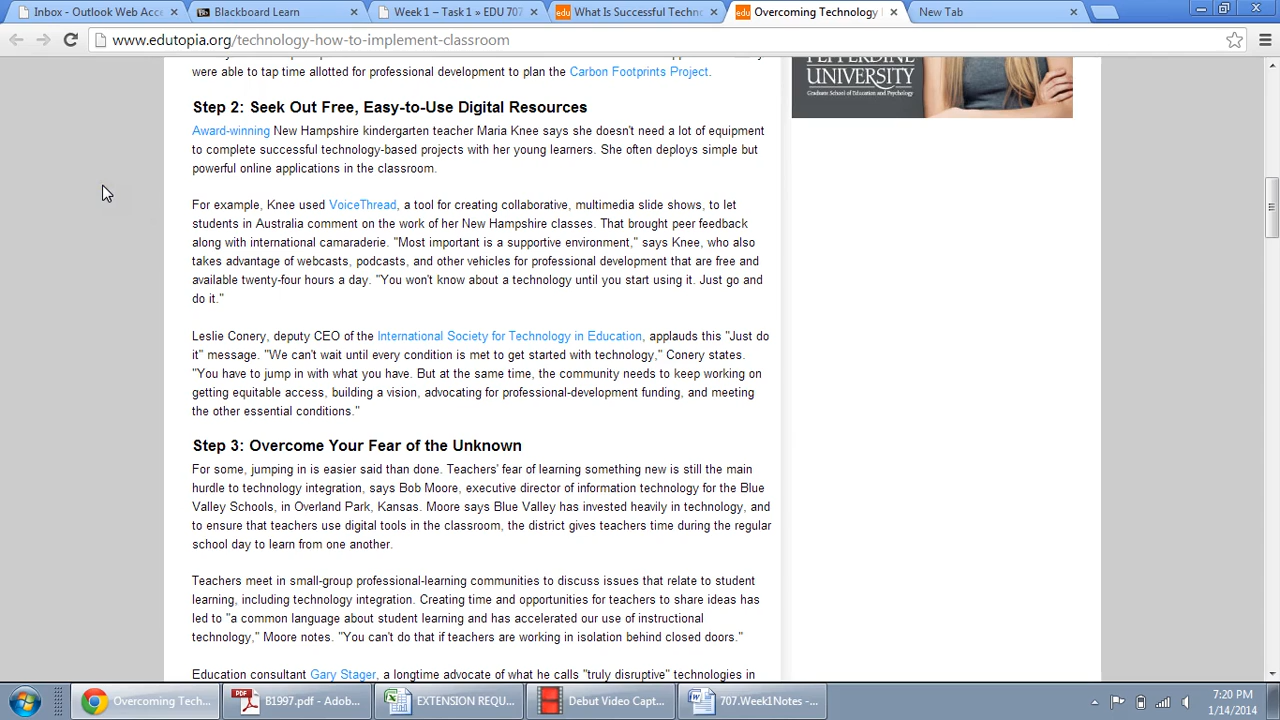 Inbox - Outlook Web Acc
Blackboard Learn
Week 1 – Task 1 » EDU 707
What Is Successful Techno
Overcoming Technology
New Tab
www.edutopia.org/technology-how-to-implement-classroom
were able to tap time allotted for professional development to plan the Carbon Footprints Project.
Step 2: Seek Out Free, Easy-to-Use Digital Resources
Award-winning New Hampshire kindergarten teacher Maria Knee says she doesn't need a lot of equipment
to complete successful technology-based projects with her young learners. She often deploys simple but
powerful online applications in the classroom.
For example, Knee used VoiceThread, a tool for creating collaborative, multimedia slide shows, to let
students in Australia comment on the work of her New Hampshire classes. That brought peer feedback
along with international camaraderie. "Most important is a supportive environment," says Knee, who also
takes advantage of webcasts, podcasts, and other vehicles for professional development that are free and
available twenty-four hours a day. "You won't know about a technology until you start using it. Just go and
do it."
Leslie Conery, deputy CEO of the International Society for Technology in Education, applauds this "Just do
it" message. "We can't wait until every condition is met to get started with technology," Conery states.
"You have to jump in with what you have. But at the same time, the community needs to keep working on
getting equitable access, building a vision, advocating for professional-development funding, and meeting
the other essential conditions."
Step 3: Overcome Your Fear of the Unknown
For some, jumping in is easier said than done. Teachers' fear of learning something new is still the main
hurdle to technology integration, says Bob Moore, executive director of information technology for the Blue
Valley Schools, in Overland Park, Kansas. Moore says Blue Valley has invested heavily in technology, and
to ensure that teachers use digital tools in the classroom, the district gives teachers time during the regular
school day to learn from one another.
Teachers meet in small-group professional-learning communities to discuss issues that relate to student
learning, including technology integration. Creating time and opportunities for teachers to share ideas has
led to "a common language about student learning and has accelerated our use of instructional
technology," Moore notes. "You can't do that if teachers are working in isolation behind closed doors."
Education consultant Gary Stager, a longtime advocate of what he calls "truly disruptive" technologies in
PEPPERDINE
UNIVERSITY
Graduate School of Education and Psychology
Overcoming Tech...
B1997.pdf - Adob...
EXTENSION REQU...
Debut Video Capt...
707.Week1Notes -...
7:20 PM
1/14/2014